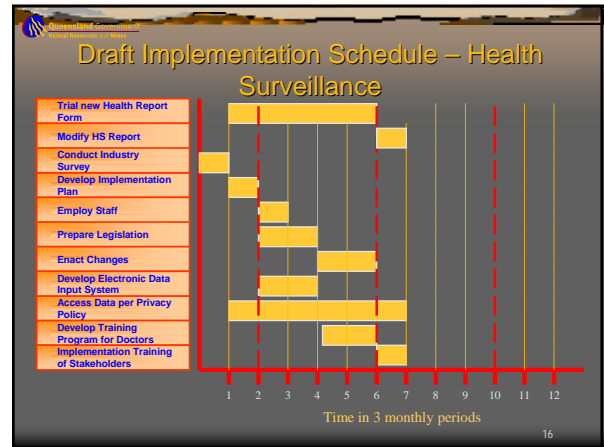 Queensland Government
Natural Resources and Mines
Draft Implementation Schedule – Health
Surveillance
Trial new Health Report
Form
Modify HS Report
Conduct Industry
Survey
Develop Implementation
Plan
Employ Staff
Prepare Legislation
Enact Changes
Develop Electronic Data
Input System
Access Data per Privacy
Policy
Develop Training
Program for Doctors
Implementation Training
of Stakeholders
1 2 3 4 5 6 7 8 9 10 11 12
Time in 3 monthly periods
16